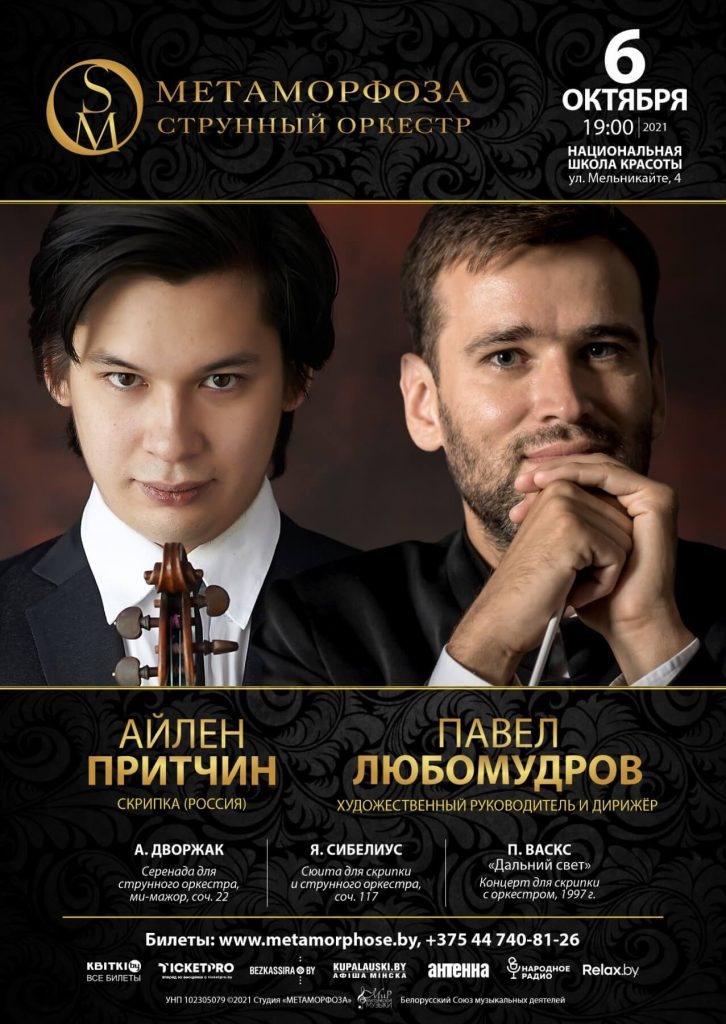 SM
МЕТАМОРФОЗА
СТРУННЫЙ ОРКЕСТР
6
ОКТЯБРЯ
19:00 | 2021
НАЦИОНАЛЬНАЯ
ШКОЛА КРАСОТЫ
ул. Мельникайте, 4
АЙЛЕН
ПРИТЧИН
СКРИПКА (РОССИЯ)
ПАВЕЛ
ЛЮБОМУДРОВ
ХУДОЖЕСТВЕННЫЙ РУКОВОДИТЕЛЬ И ДИРИЖЁР
А. ДВОРЖАК
Серенада для
струнного оркестра,
ми-мажор, соч. 22
Я. СИБЕЛИУС
Сюита для скрипки
и струнного оркестра,
соч. 117
П. ВАСКС
«Дальний свет»
Концерт для скрипки
с оркестром, 1997 г.
Билеты: www.metamorphose.by, +375 44 740-81-26
KBITKI BY
ВСЕ БИЛЕТЫ
TICKETPRO
BEZKASSIRA BY
KUPALAUSKI.BY
АФІША МІНСКА
антенна
НАРОДНОЕ
РАДИО
Relax.by
УНП 102305079 ©2021 Студия «МЕТАМОРФОЗА»
Белорусский Союз музыкальных деятелей